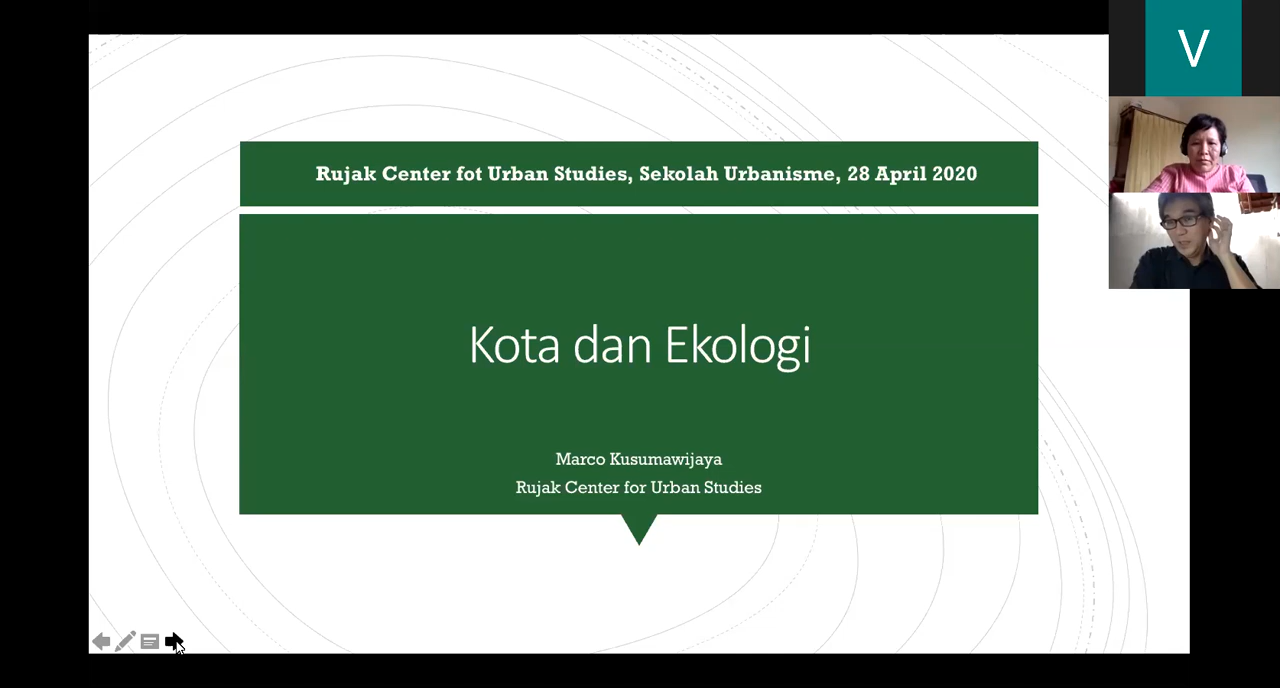 Rujak Center fot Urban Studies, Sekolah Urbanisme, 28 April 2020
Kota dan Ekologi
Marco Kusumawijaya
Rujak Center for Urban Studies
V